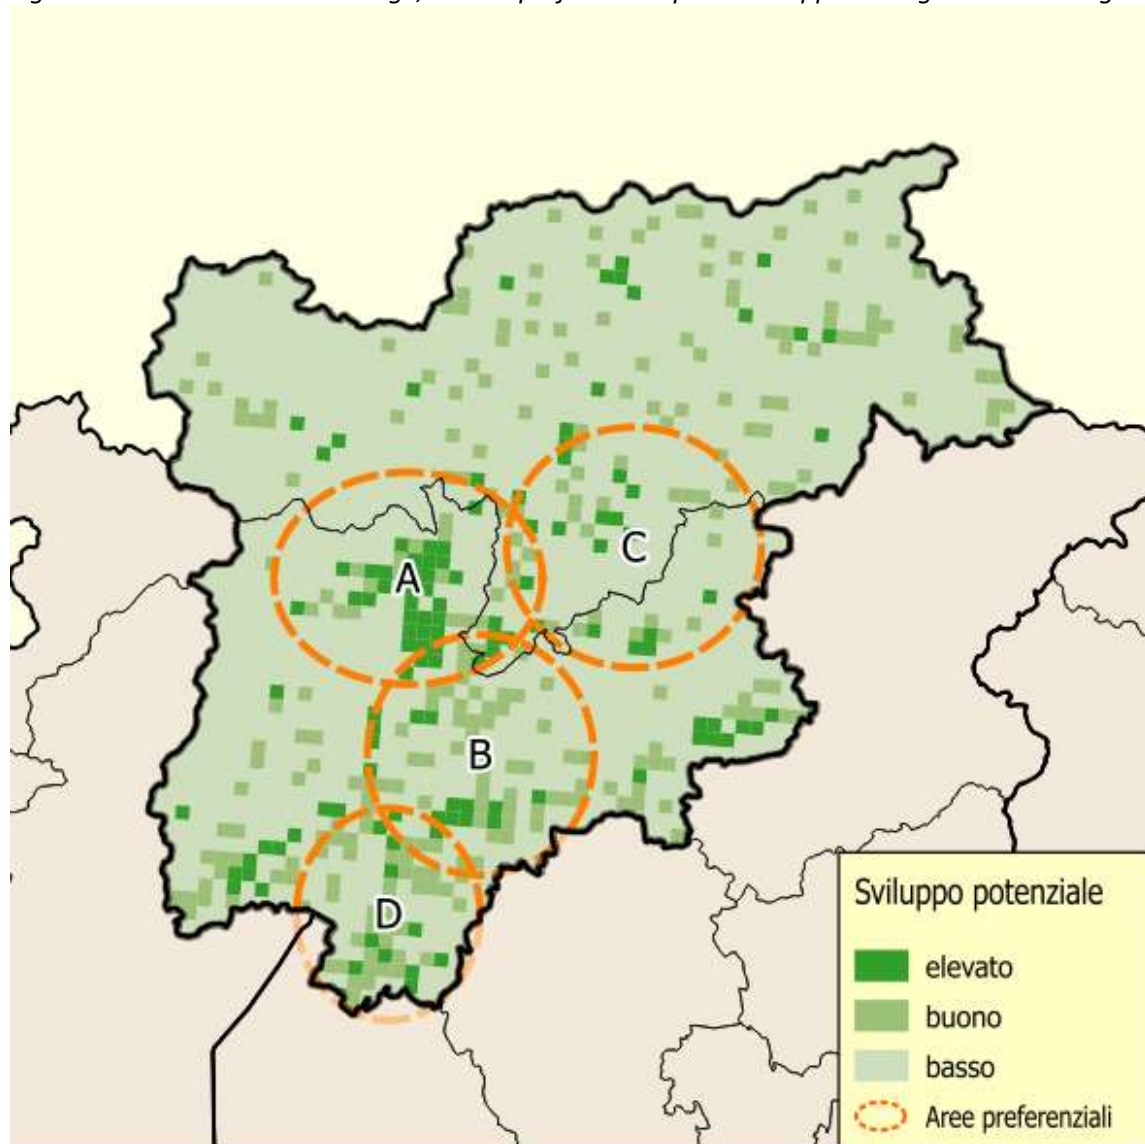 A
C
B
D
Sviluppo potenziale
elevato
buono
basso
Aree preferenziali